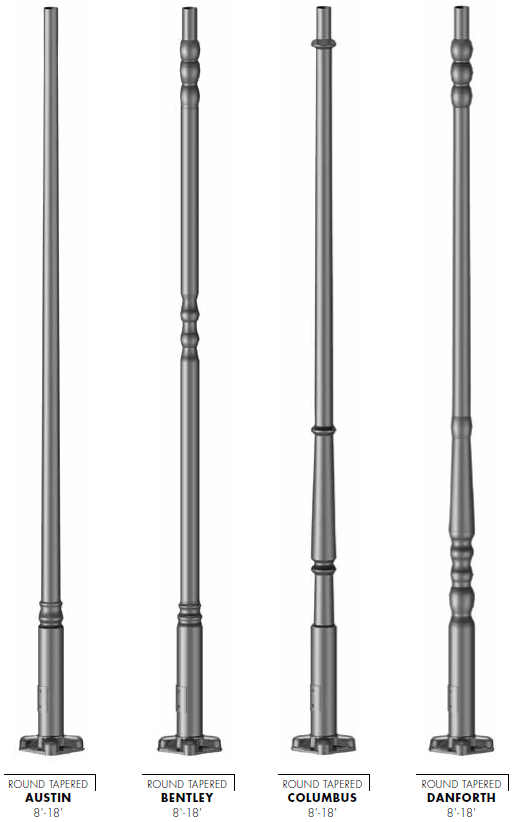 ROUND TAPERED
AUSTIN
8'-18'
ROUND TAPERED
BENTLEY
8'-18'
ROUND TAPERED
COLUMBUS
8'-18'
ROUND TAPERED
DANFORTH
8'-18'